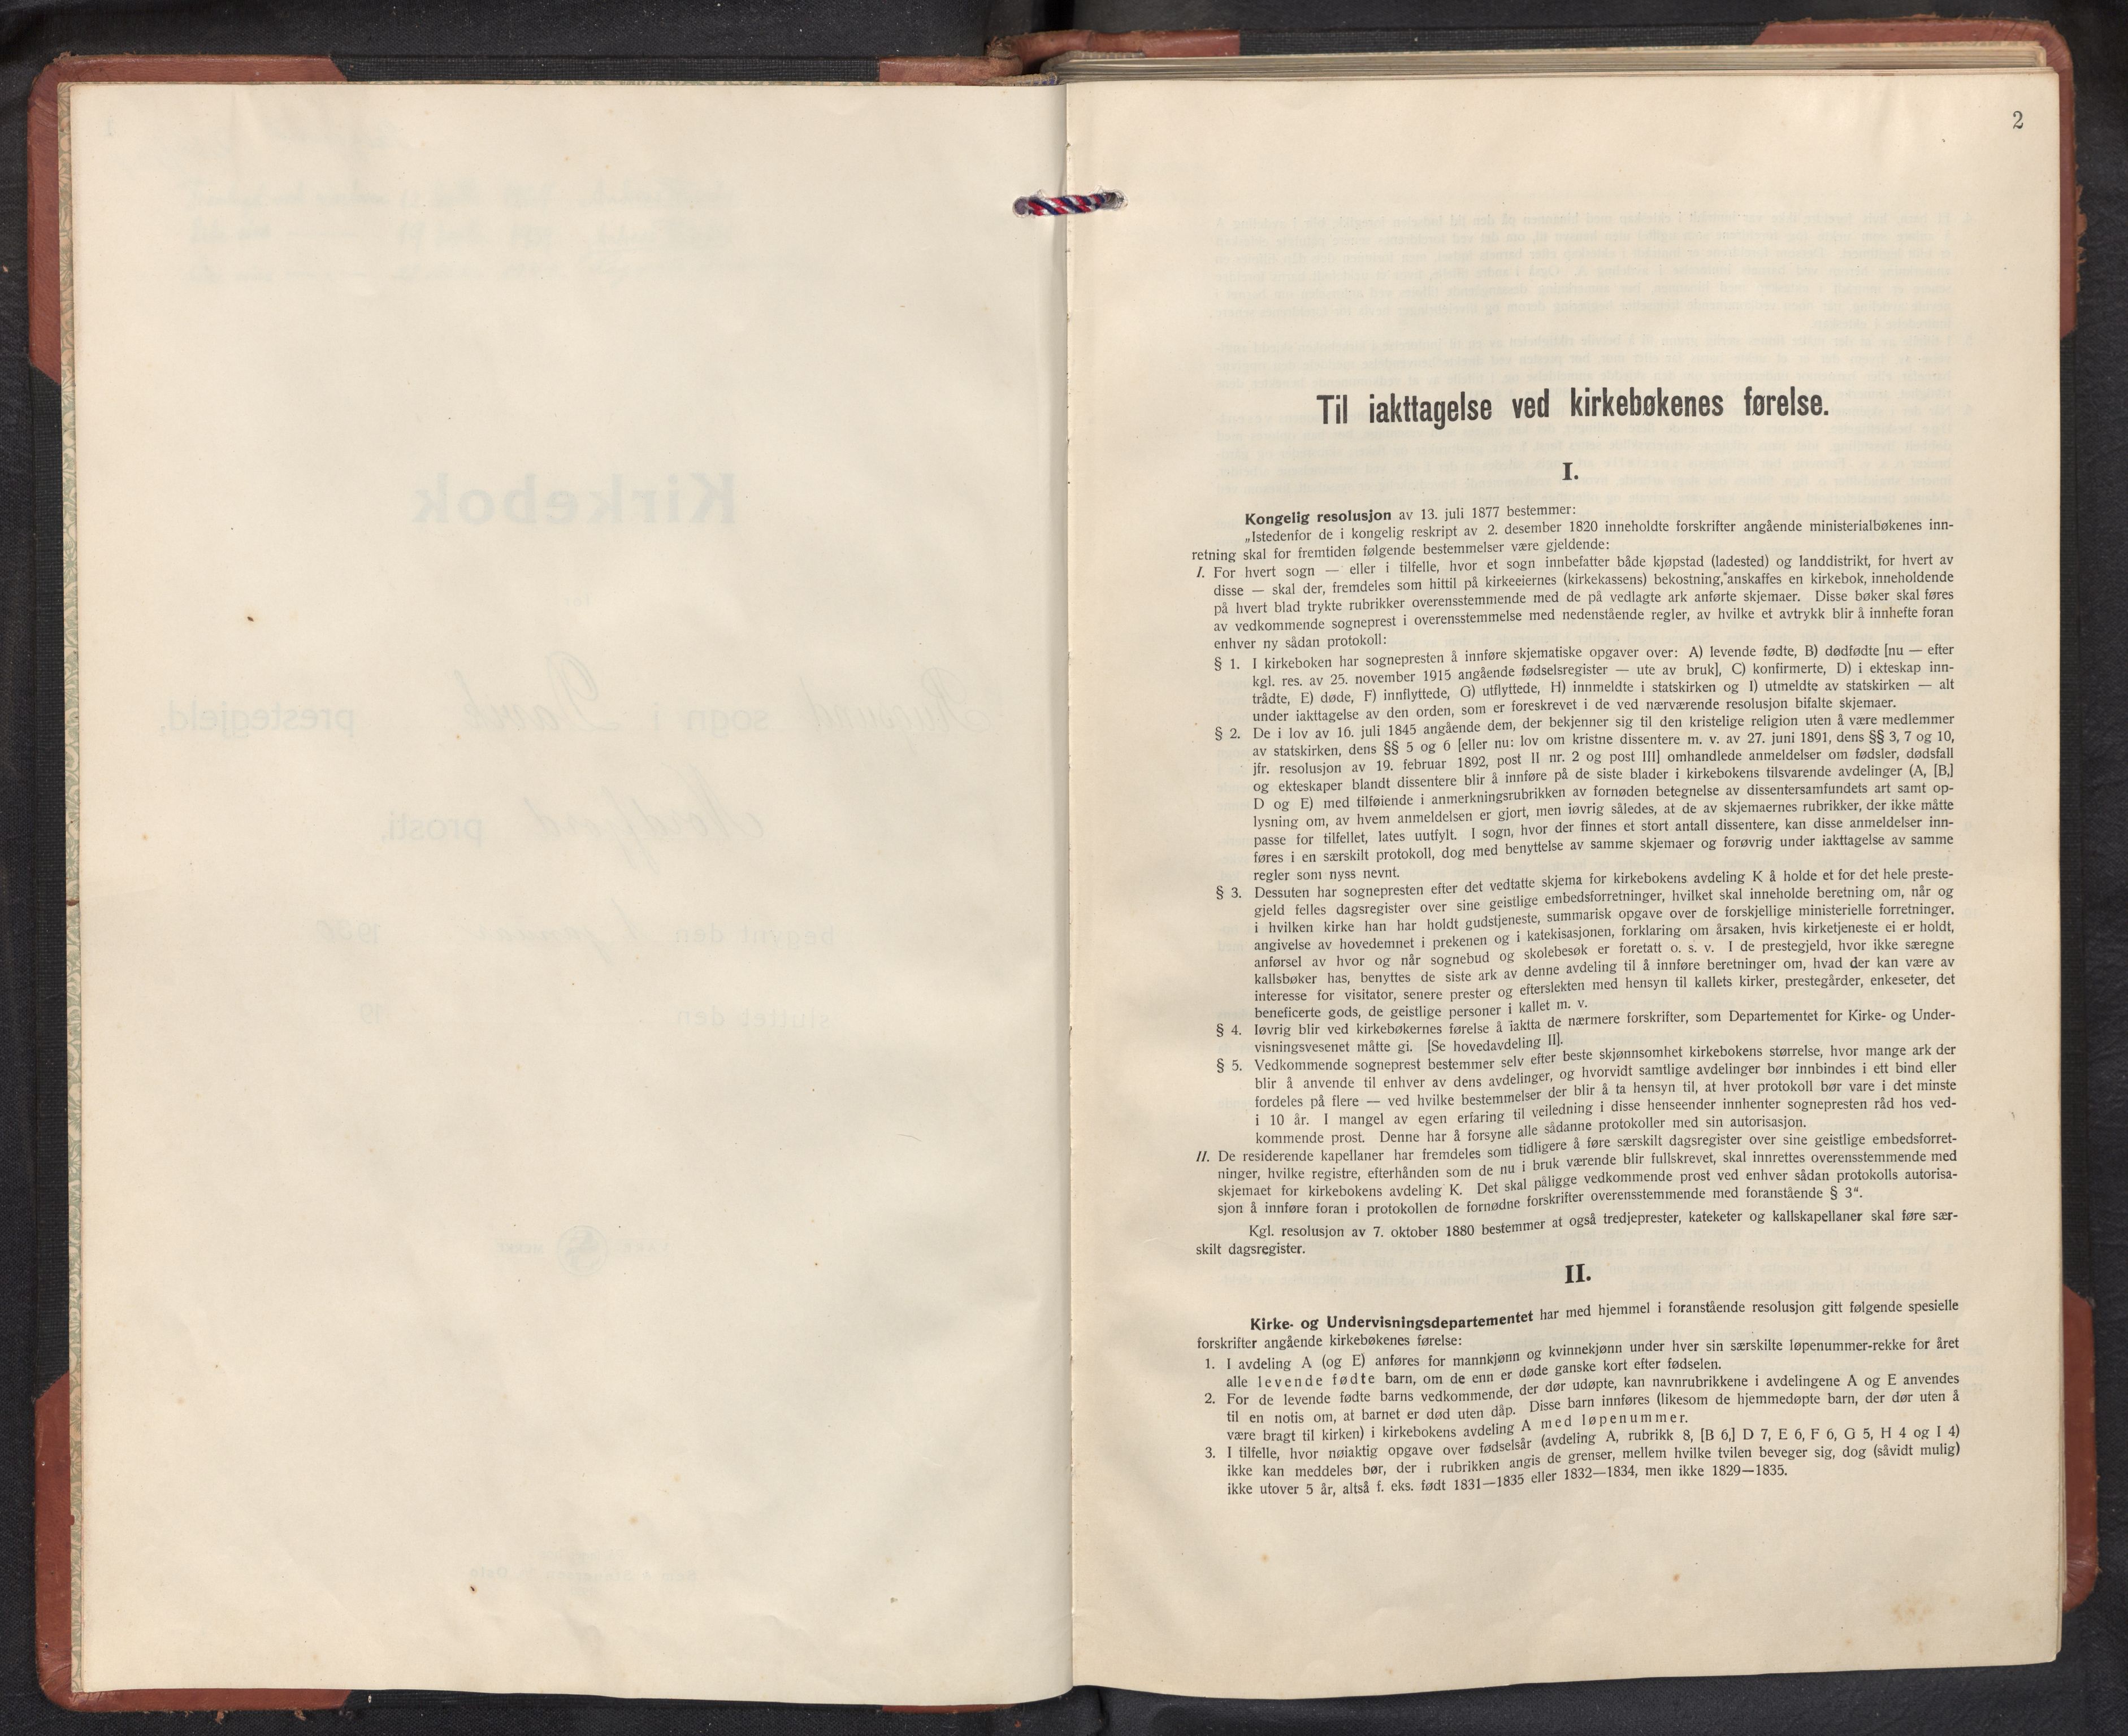 2
Til iakttagelse ved kirkebøkenes førelse.
I.
Kongelig resolusjon av 13. juli 1877 bestemmer:
„Istedenfor de i kongelig reskript av 2. desember 1820 inneholdte forskrifter angående ministerialbøkenes inn-
retning skal for fremtiden følgende bestemmelser være gjeldende:
I. For hvert sogn — eller i tilfelle, hvor et sogn innbefatter både kjøpstad (ladested) og landdistrikt, for hvert av
disse — skal der, fremdeles som hittil på kirkeeiernes (kirkekassens) bekostning, anskaffes en kirkebok, inneholdende
på hvert blad trykte rubrikker overensstemmende med de på vedlagte ark anførte skjemaer. Disse bøker skal føres
av vedkommende sogneprest i overensstemmelse med nedenstående regler, av hvilke et avtrykk blir å innhefte foran
enhver ny sådan protokoll:
§ 1. I kirkeboken har sognepresten å innføre skjematiske opgaver over: A) levende fødte, B) dødfødte [nu — efter
kgl. res. av 25. november 1915 angående fødselsregister — ute av bruk], C) konfirmerte, D) i ekteskap inn-
trådte, E) døde, F) innflyttede, G) utflyttede, H) innmeldte i statskirken og I) utmeldte av statskirken — alt
under iakttagelse av den orden, som er foreskrevet i de ved nærværende resolusjon bifalte skjemaer.
§ 2. De i lov av 16. juli 1845 angående dem, der bekjenner sig til den kristelige religion uten å være medlemmer
av statskirken, dens §§ 5 og 6 [eller nu: lov om kristne dissentere m. v. av 27. juni 1891, dens §§ 3, 7 og 10,
jfr. resolusjon av 19. februar 1892, post II nr. 2 og post III] omhandlede anmeldelser om fødsler, dødsfall
og ekteskaper blandt dissentere blir å innføre på de siste blader i kirkebokens tilsvarende avdelinger (A, [B,]
D og E) med tilføiende i anmerkningsrubrikken av fornøden betegnelse av dissentersamfundets art samt op-
lysning om, av hvem anmeldelsen er gjort, men iøvrig således, at de av skjemaernes rubrikker, der ikke måtte
passe for tilfellet, lates uutfylt. I sogn, hvor der finnes et stort antall dissentere, kan disse anmeldelser inn-
føres i en særskilt protokoll, dog med benyttelse av samme skjemaer og forøvrig under iakttagelse av samme
regler som nyss nevnt.
§ 3. Dessuten har sognepresten efter det vedtatte skjema for kirkebokens avdeling K å holde et for det hele preste-
gjeld felles dagsregister over sine geistlige embedsforretninger, hvilket skal inneholde beretning om, når og
i hvilken kirke han har holdt gudstjeneste, summarisk opgave over de forskjellige ministerielle forretninger.
angivelse av hovedemnet i prekenen og i katekisasjonen, forklaring om årsaken, hvis kirketjeneste ei er holdt,
anførsel av hvor og når sognebud og skolebesøk er foretatt o. s. v. I de prestegjeld, hvor ikke særegne
kallsbøker has, benyttes de siste ark av denne avdeling til å innføre beretninger om, hvad der kan være av
interesse for visitator, senere prester og efterslekten med hensyn til kallets kirker, prestegårder, enkeseter, det
beneficerte gods, de geistlige personer i kallet m. v.
§ 4. Iøvrig blir ved kirkebøkernes førelse å iaktta de nærmere forskrifter, som Departementet for Kirke- og Under-
visningsvesenet måtte gi. [Se hovedavdeling II].
§ 5. Vedkommende sogneprest bestemmer selv efter beste skjønnsomhet kirkebokens størrelse, hvor mange ark der
blir å anvende til enhver av dens avdelinger, og hvorvidt samtlige avdelinger bør innbindes i ett bind eller
fordeles på flere — ved hvilke bestemmelser der blir å ta hensyn til, at hver protokoll bør vare i det minste
i 10 år. I mangel av egen erfaring til veiledning i disse henseender innhenter sognepresten råd hos ved-
kommende prost. Denne har å forsyne alle sådanne protokoller med sin autorisasjon.
II. De residerende kapellaner har fremdeles som tidligere å føre særskilt dagsregister over sine geistlige embedsforret-
ninger, hvilke registre, efterhånden som de nu i bruk værende blir fullskrevet, skal innrettes overensstemmende med
skjemaet for kirkebokens avdeling K. Det skal påligge vedkommende prost ved enhver sådan protokolls autorisa-
sjon å innføre foran i protokollen de fornødne forskrifter overensstemmende med foranstående § 3“.
Kgl. resolusjon av 7. oktober 1880 bestemmer at også tredjeprester, kateketer og kallskapellaner skal føre sær-
skilt dagsregister.
II.
Kirke- og Undervisningsdepartementet har med hjemmel i foranstående resolusjon gitt følgende spesielle
forskrifter angående kirkebøkenes førelse:
1. I avdeling A (og E) anføres for mannkjønn og kvinnekjønn under hver sin særskilte løpenummer-rekke for året
alle levende fødte barn, om de enn er døde ganske kort efter fødselen.
2. For de levende fødte barns vedkommende, der dør udøpte, kan navnrubrikkene i avdelingene A og E anvendes
til en notis om, at barnet er død uten dåp. Disse barn innføres (likesom de hjemmedøpte barn, der dør uten å
være bragt til kirken) i kirkebokens avdeling A med løpenummer.
3. I tilfelle, hvor nøiaktig opgave over fødselsår (avdeling A, rubrikk 8, [B 6,] D 7, E 6, F 6, G 5, H 4 og I 4)
ikke kan meddeles bør, der i rubrikken angis de grenser, mellem hvilke tvilen beveger sig, dog (såvidt mulig)
ikke utover 5 år, altså f. eks. født 1831—1835 eller 1832—1834, men ikke 1829—1835.